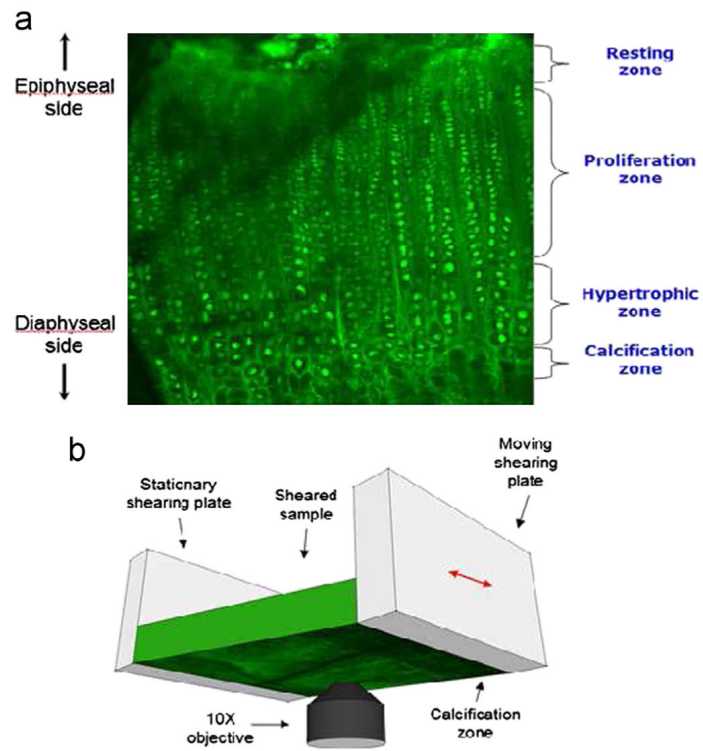 a
Epiphyseal
side
Resting
zone
Proliferation
zone
Hypertrophic
zone
Diaphyseal
side
Calcification
zone
b
Stationary
shearing plate
Sheared
sample
Moving
shearing
plate
10X
objective
Calcification
zone